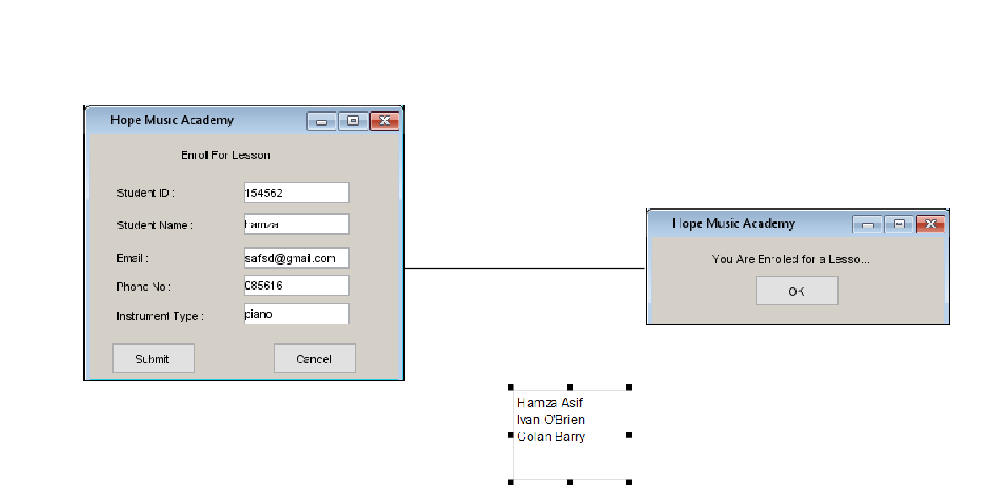 Hope Music Academy
Enroll For Lesson
Student ID : 154562
Student Name : hamza
Email : safsd@gmail.com
Phone No : 085616
Instrument Type : piano
Submit Cancel
Hope Music Academy
You Are Enrolled for a Lesso...
OK
Hamza Asif
Ivan O'Brien
Colan Barry